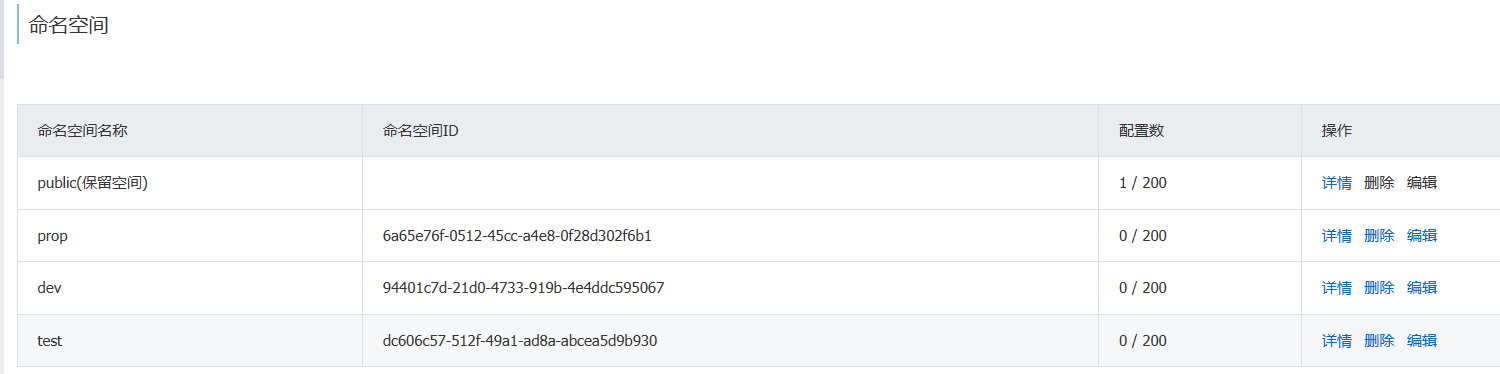 命名空间
命名空间名称 命名空间ID 配置数 操作
public(保留空间) 1 / 200 详情 删除 编辑
prop 6a65e76f-0512-45cc-a4e8-0f28d302f6b1 0 / 200 详情 删除 编辑
dev 94401c7d-21d0-4733-919b-4e4ddc595067 0 / 200 详情 删除 编辑
test dc606c57-512f-49a1-ad8a-abcea5d9b930 0 / 200 详情 删除 编辑